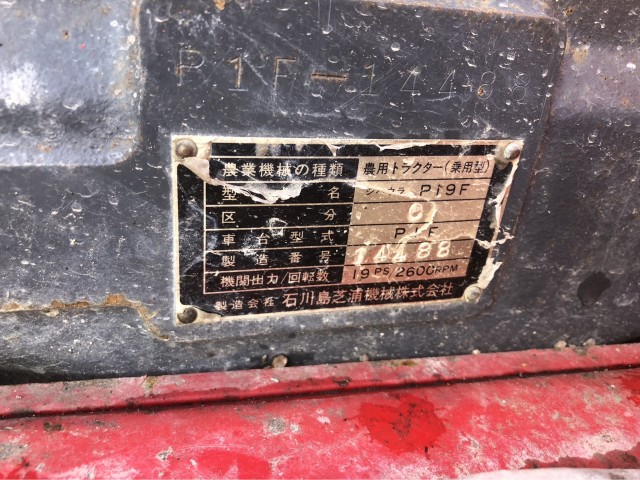 P1F-14488
農業機械の種類 農用トラクター(乗用型)
型 名 シバウラ P19F
区 分 0
車台型式 P1F
製造番号 14488
機関出力/回転数 19PS/2600RPM
製造会社 石川島芝浦機械株式会社